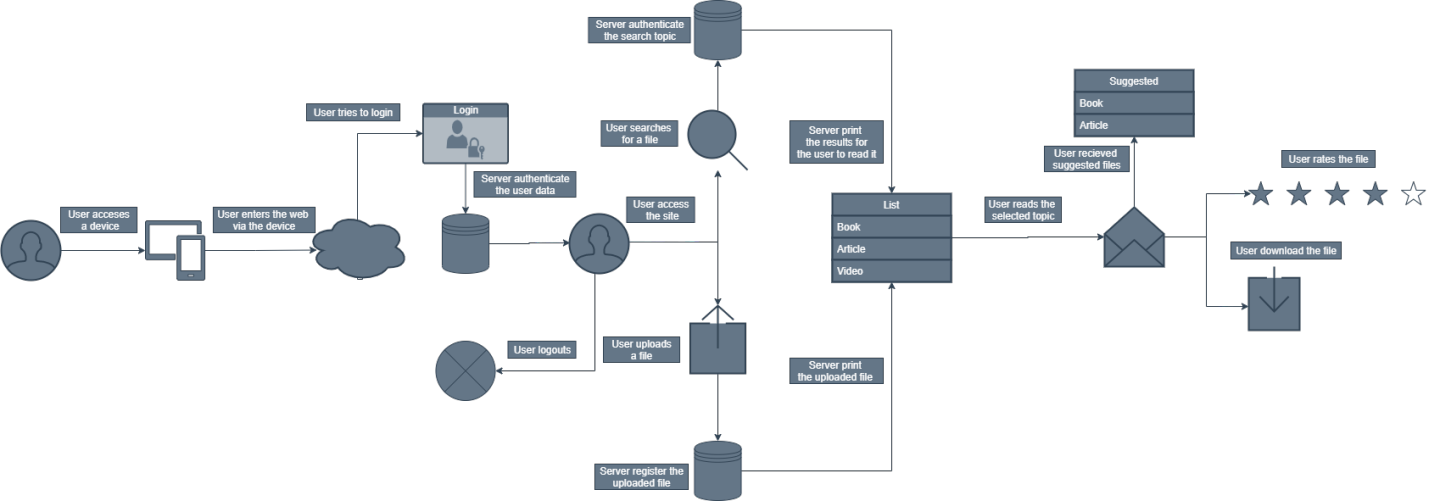 User acceses
a device
User enters the web
via the device
User tries to login
Login
Server authenticate
the user data
User logouts
User access
the site
User searches
for a file
Server authenticate
the search topic
User uploads
a file
Server register the
uploaded file
Server print
the results for
the user to read it
Server print
the uploaded file
List
Book
Article
Video
User reads the
selected topic
User recieved
suggested files
Suggested
Book
Article
User rates the file
User download the file